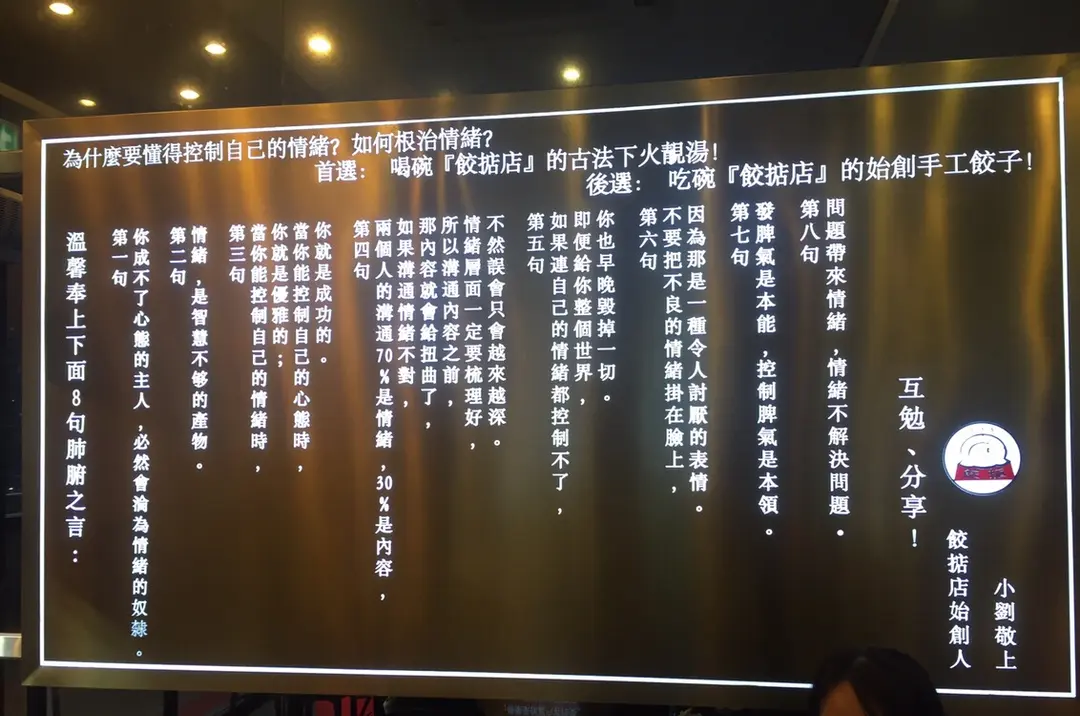 為什麼要懂得控制自己的情緒？如何根治情緒？
首選： 喝碗『餃掂店』的古法下火靚湯！
後選： 吃碗『餃掂店』的始創手工餃子！
溫馨奉上下面8句肺腑之言：
第一句
你成不了心態的主人，必然會淪為情緒的奴隸。
第二句
情緒，是智慧不够的產物。
第三句
當你能控制自己的情緒時，
你就是優雅的；
當你能控制自己的心態時，
你就是成功的。
第四句
兩個人的溝通70%是情緒，30%是內容，
如果溝通情緒不對，
那內容就會給扭曲了，
所以溝通內容之前，
情緒層面一定要梳理好，
不然誤會只會越來越深。
第五句
如果連自己的情緒都控制不了，
即便給你整個世界，
你也早晚毀掉一切。
第六句
不要把不良的情緒掛在臉上，
因為那是一種令人討厭的表情。
第七句
發脾氣是本能，控制脾氣是本領。
第八句
問題帶來情緒，情緒不解決問題。
互勉、分享！
餃掂店始創人
小劉敬上